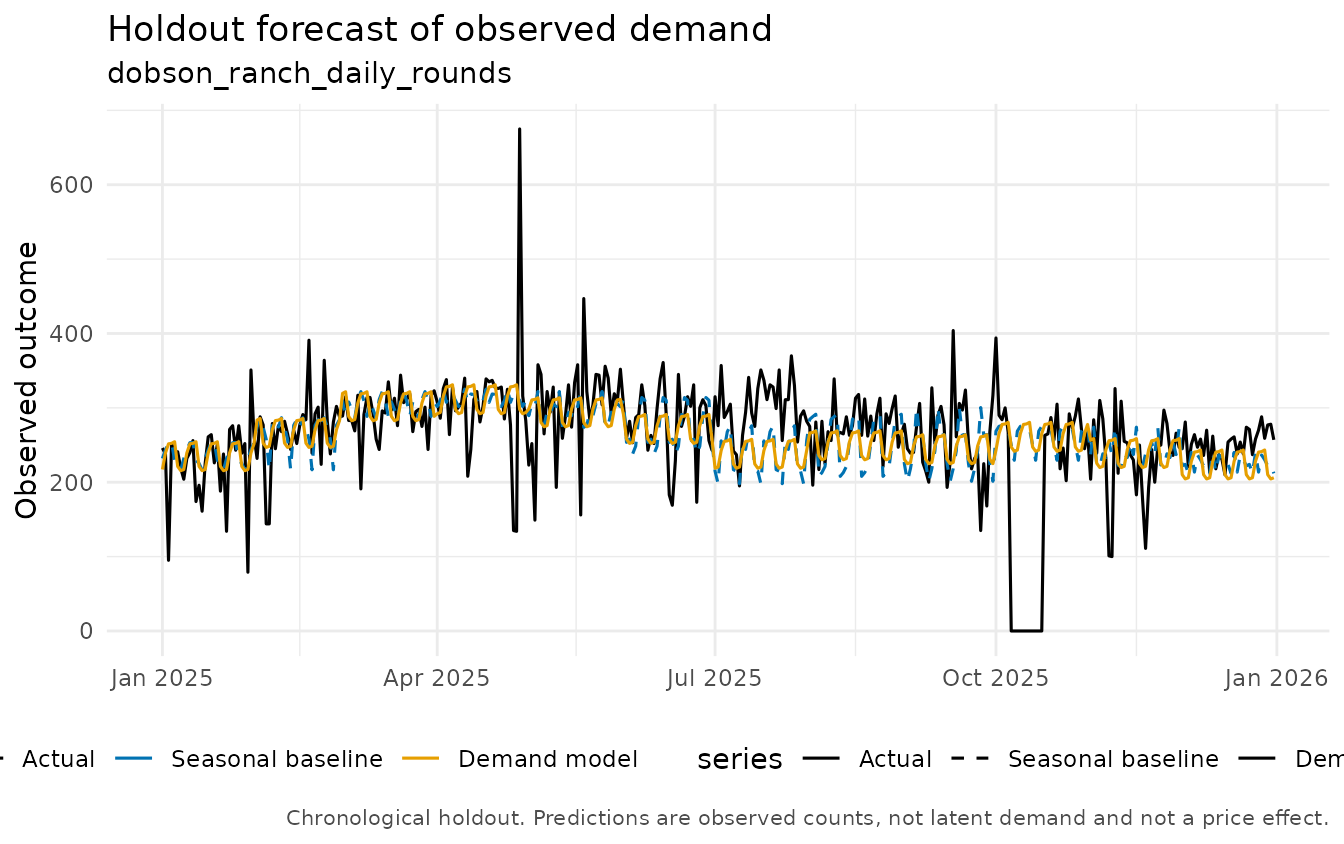 Holdout forecast of observed demand
dobson_ranch_daily_rounds
Observed outcome
600
400
200
0
Jan 2025 Apr 2025 Jul 2025 Oct 2025 Jan 2026
Actual Seasonal baseline Demand model series Actual Seasonal baseline Dem
Chronological holdout. Predictions are observed counts, not latent demand and not a price effect.